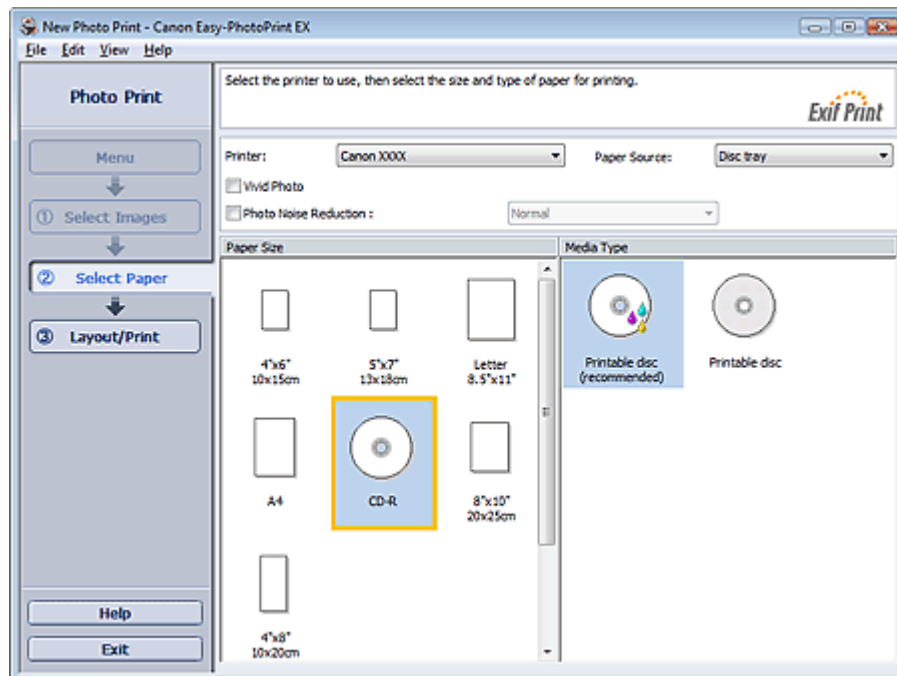 New Photo Print - Canon Easy-PhotoPrint EX
File Edit View Help
Photo Print
Select the printer to use, then select the size and type of paper for printing.
Exif Print
Menu
① Select Images
② Select Paper
③ Layout/Print
Help
Exit
Printer: Canon XXXX Paper Source: Disc tray
Vivid Photo
Photo Noise Reduction : Normal
Paper Size
4"x6"
10x15cm
5"x7"
13x18cm
Letter
8.5"x11"
A4
CD-R
8"x10"
20x25cm
4"x8"
10x20cm
Media Type
Printable disc
(recommended)
Printable disc